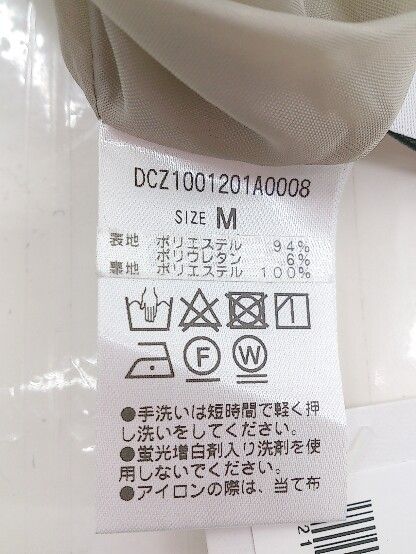 DCZ1001201A0008
SIZE M
表地 ポリエステル 94%
ポリウレタン 6%
裏地 ポリエステル 100%
F W
●手洗いは短時間で軽く押
し洗いをしてください。
●蛍光増白剤入り洗剤を使
用しないでください。
●アイロンの際は、当て布
21